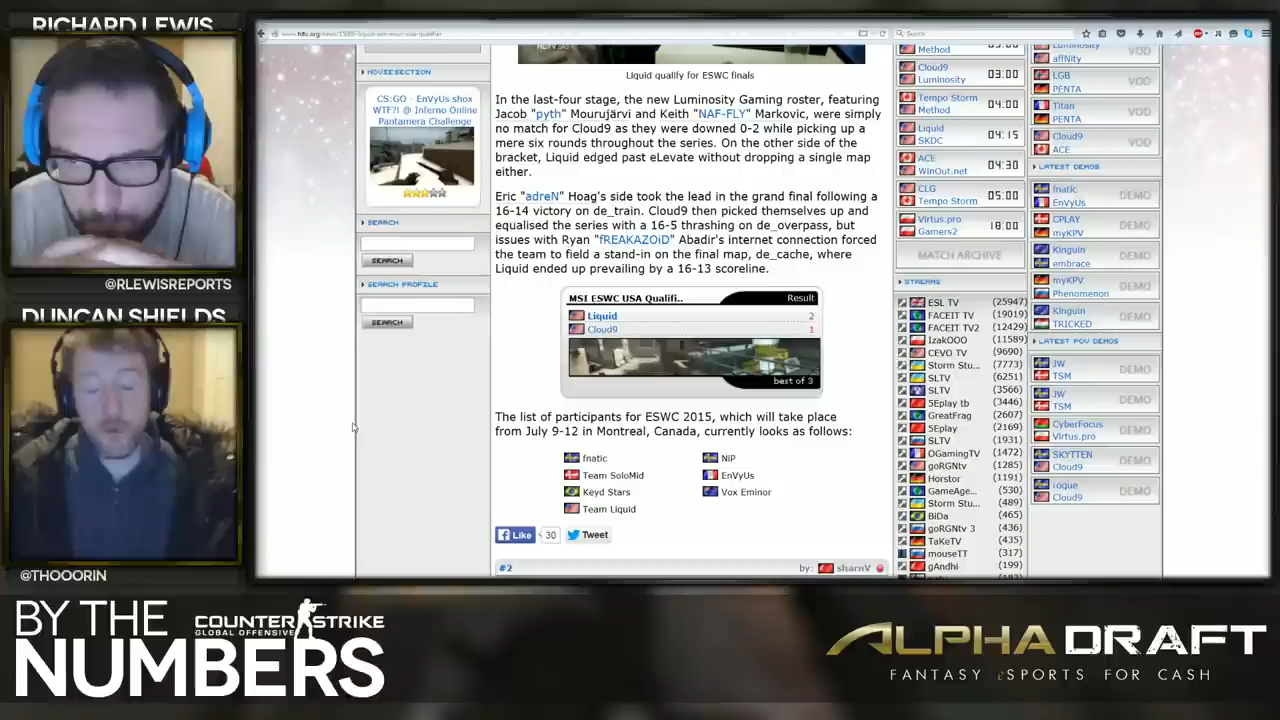 RICHARD LEWIS
@RLEWISREPORTS
DUNCAN SHIELDS
@THOOORIN
Search
MOVIESECTION
CS:GO - EnVyUs shox
WTF?! @ Inferno Online
Pantamera Challenge
SEARCH
SEARCH
SEARCH PROFILE
SEARCH
Liquid qualify for ESWC finals
In the last-four stage, the new Luminosity Gaming roster, featuring
Jacob "pyth" Mourujärvi and Keith "NAF-FLY" Markovic, were simply
no match for Cloud9 as they were downed 0-2 while picking up a
mere six rounds throughout the series. On the other side of the
bracket, Liquid edged past eLevate without dropping a single map
either.
Eric "adreN" Hoag's side took the lead in the grand final following a
16-14 victory on de_train. Cloud9 then picked themselves up and
equalised the series with a 16-5 thrashing on de_overpass, but
issues with Ryan "fREAKAZOiD" Abadir's internet connection forced
the team to field a stand-in on the final map, de_cache, where
Liquid ended up prevailing by a 16-13 scoreline.
MSI ESWC USA Qualifi.. Result
Liquid 2
Cloud9 1
best of 3
The list of participants for ESWC 2015, which will take place
from July 9-12 in Montreal, Canada, currently looks as follows:
fnatic NiP
Team SoloMid EnVyUs
Keyd Stars Vox Eminor
Team Liquid
Like 30 Tweet
#2 by: sharnV
Method
Cloud9 03:00
Luminosity
Tempo Storm 04:00
Method
Liquid 04:15
SKDC
ACE 04:30
WinOut.net
CLG 05:00
Tempo Storm
Virtus.pro 18:00
Gamers2
MATCH ARCHIVE
STREAMS
ESL TV (25947)
FACEIT TV (19019)
FACEIT TV2 (12429)
IzakOOO (11589)
CEVO TV (9690)
Storm Stu... (7773)
SLTV (6251)
SLTV (3566)
5Eplay tb (3446)
GreatFrag (2607)
5Eplay (2169)
SLTV (1931)
OGamingTV (1472)
goRGNtv (1285)
Horstor (1191)
GameAge... (530)
Storm Stu... (489)
BiDa (465)
goRGNtv 3 (436)
TaKeTV (435)
mouseTT (317)
gAndhi (199)
Luminosity VOD
affNity
LGB VOD
PENTA
Titan VOD
PENTA
Cloud9 VOD
ACE
LATEST DEMOS
fnatic DEMO
EnVyUs
CPLAY DEMO
myKPV
Kinguin DEMO
embrace
myKPV DEMO
Phenomenon
Kinguin DEMO
TRICKED
LATEST POV DEMOS
JW DEMO
TSM
JW DEMO
TSM
CyberFocus DEMO
Virtus.pro
SKYTTEN DEMO
Cloud9
rogue DEMO
Cloud9
BY THE
NUMBERS
COUNTER STRIKE
GLOBAL OFFENSIVE
ALPHADRAFT
FANTASY eSPORTS FOR CASH